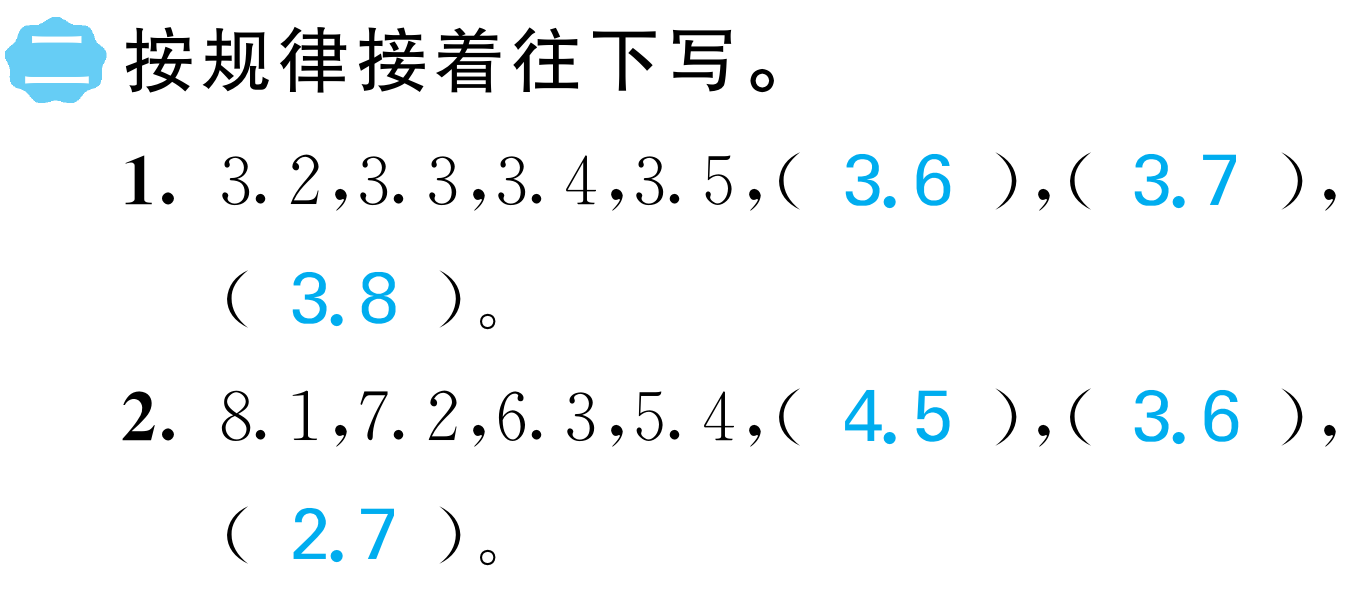 二 按规律接着往下写。
1. 3.2,3.3,3.4,3.5,( 3.6 ),( 3.7 ),
( 3.8 )。
2. 8.1,7.2,6.3,5.4,( 4.5 ),( 3.6 ),
( 2.7 )。